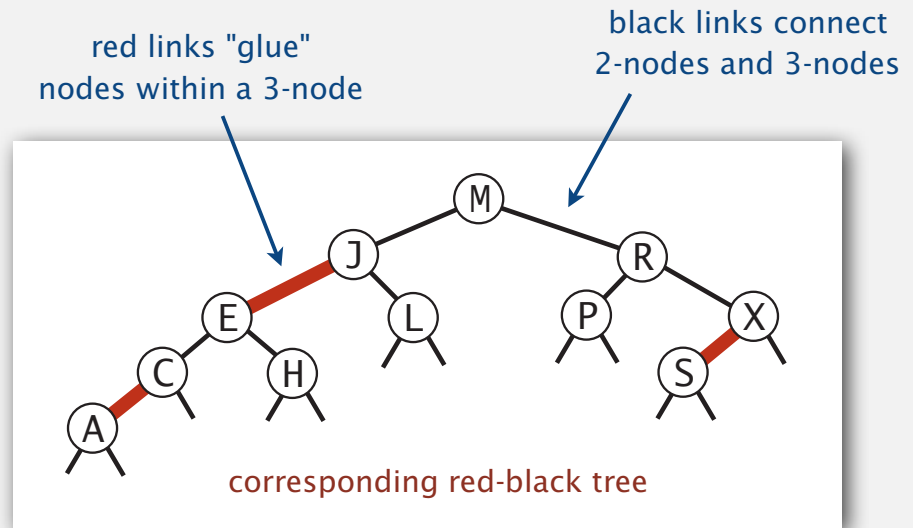 red links "glue"
nodes within a 3-node
black links connect
2-nodes and 3-nodes
M
J
R
E
L
P
X
C
H
S
A
corresponding red-black tree